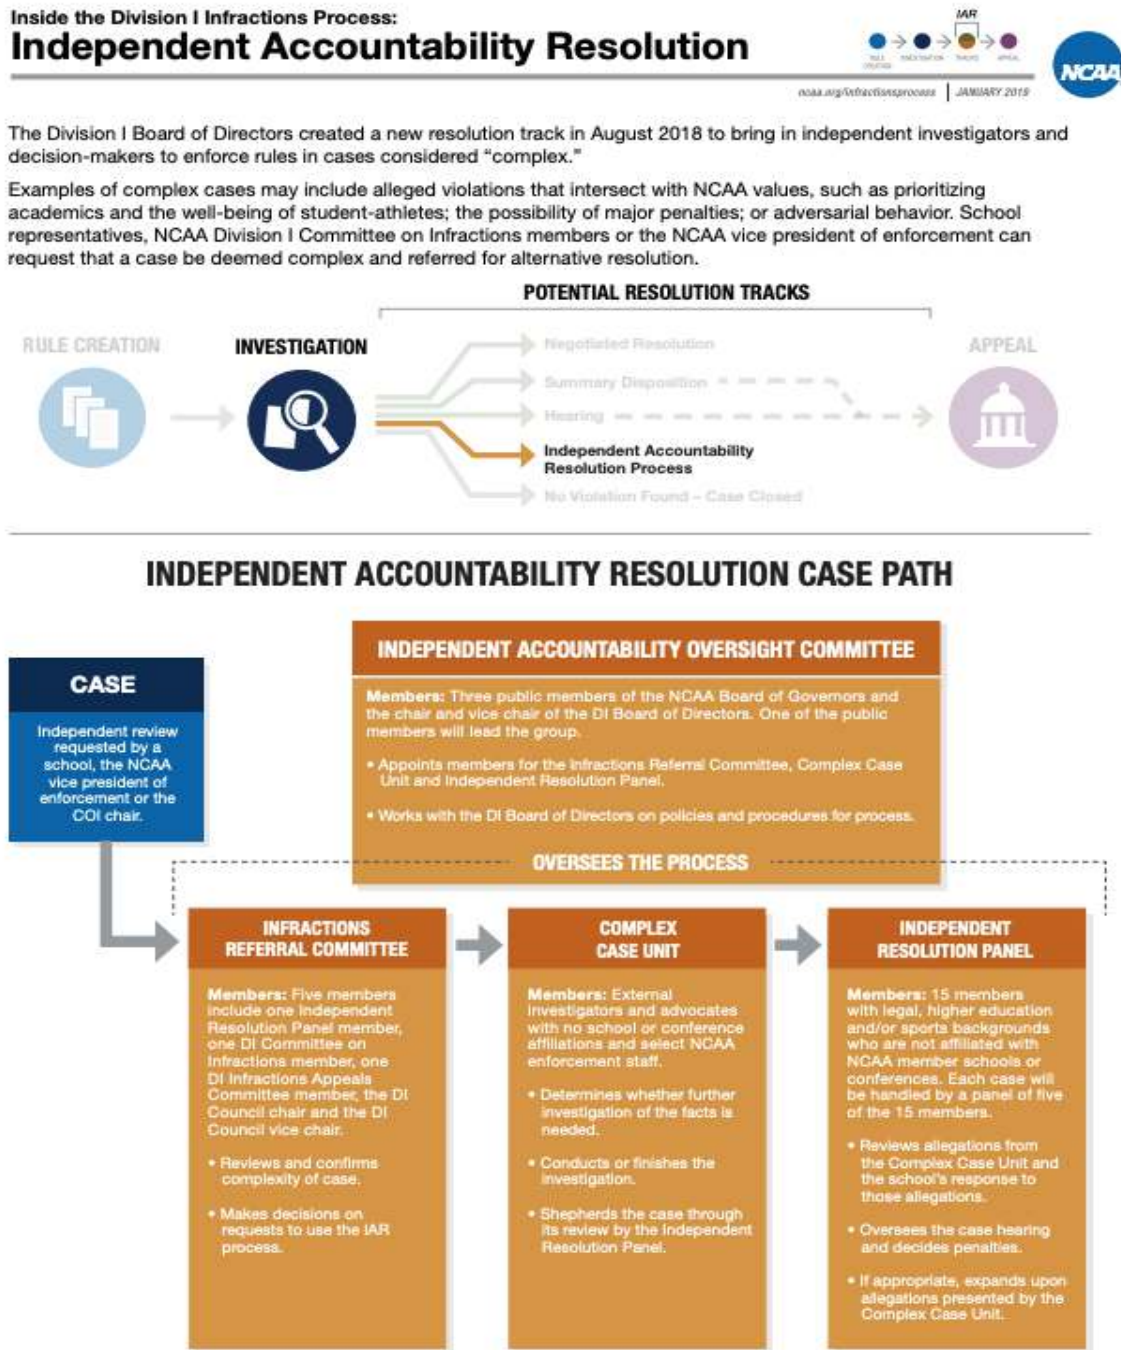 Inside the Division I Infractions Process:
Independent Accountability Resolution
IAR
RULE CREATION
INVESTIGATION
TRACKS
APPEAL
NCAA
ncaa.org/infractionsprocess | JANUARY 2019
The Division I Board of Directors created a new resolution track in August 2018 to bring in independent investigators and
decision-makers to enforce rules in cases considered “complex.”
Examples of complex cases may include alleged violations that intersect with NCAA values, such as prioritizing
academics and the well-being of student-athletes; the possibility of major penalties; or adversarial behavior. School
representatives, NCAA Division I Committee on Infractions members or the NCAA vice president of enforcement can
request that a case be deemed complex and referred for alternative resolution.
POTENTIAL RESOLUTION TRACKS
RULE CREATION
INVESTIGATION
Negotiated Resolution
Summary Disposition
Hearing
Independent Accountability
Resolution Process
No Violation Found – Case Closed
APPEAL
INDEPENDENT ACCOUNTABILITY RESOLUTION CASE PATH
CASE
Independent review
requested by a
school, the NCAA
vice president of
enforcement or the
COI chair.
INDEPENDENT ACCOUNTABILITY OVERSIGHT COMMITTEE
Members: Three public members of the NCAA Board of Governors and
the chair and vice chair of the DI Board of Directors. One of the public
members will lead the group.
• Appoints members for the Infractions Referral Committee, Complex Case
Unit and Independent Resolution Panel.
• Works with the DI Board of Directors on policies and procedures for process.
OVERSEES THE PROCESS
INFRACTIONS
REFERRAL COMMITTEE
Members: Five members
include one Independent
Resolution Panel member,
one DI Committee on
Infractions member, one
DI Infractions Appeals
Committee member, the DI
Council chair and the DI
Council vice chair.
• Reviews and confirms
complexity of case.
• Makes decisions on
requests to use the IAR
process.
COMPLEX
CASE UNIT
Members: External
investigators and advocates
with no school or conference
affiliations and select NCAA
enforcement staff.
• Determines whether further
investigation of the facts is
needed.
• Conducts or finishes the
investigation.
• Shepherds the case through
its review by the Independent
Resolution Panel.
INDEPENDENT
RESOLUTION PANEL
Members: 15 members
with legal, higher education
and/or sports backgrounds
who are not affiliated with
NCAA member schools or
conferences. Each case will
be handled by a panel of five
of the 15 members.
• Reviews allegations from
the Complex Case Unit and
the school's response to
those allegations.
• Oversees the case hearing
and decides penalties.
• If appropriate, expands upon
allegations presented by the
Complex Case Unit.